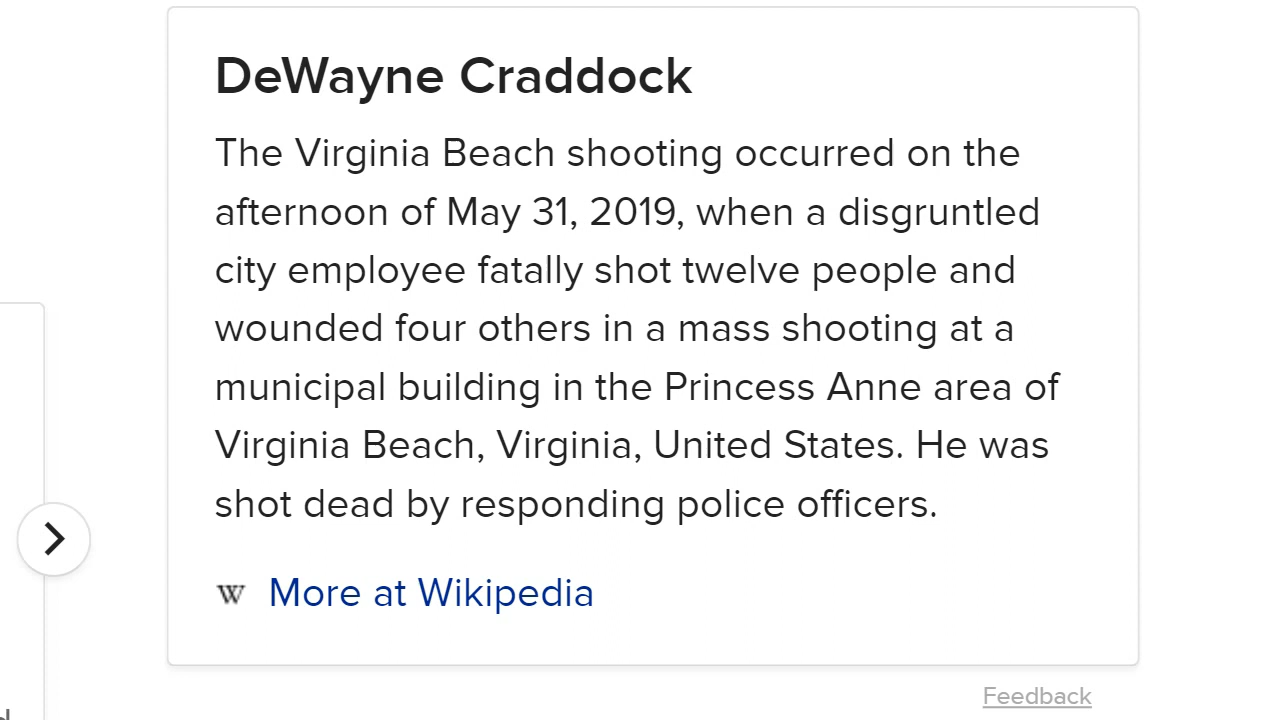 DeWayne Craddock
The Virginia Beach shooting occurred on the
afternoon of May 31, 2019, when a disgruntled
city employee fatally shot twelve people and
wounded four others in a mass shooting at a
municipal building in the Princess Anne area of
Virginia Beach, Virginia, United States. He was
shot dead by responding police officers.
W More at Wikipedia
Feedback